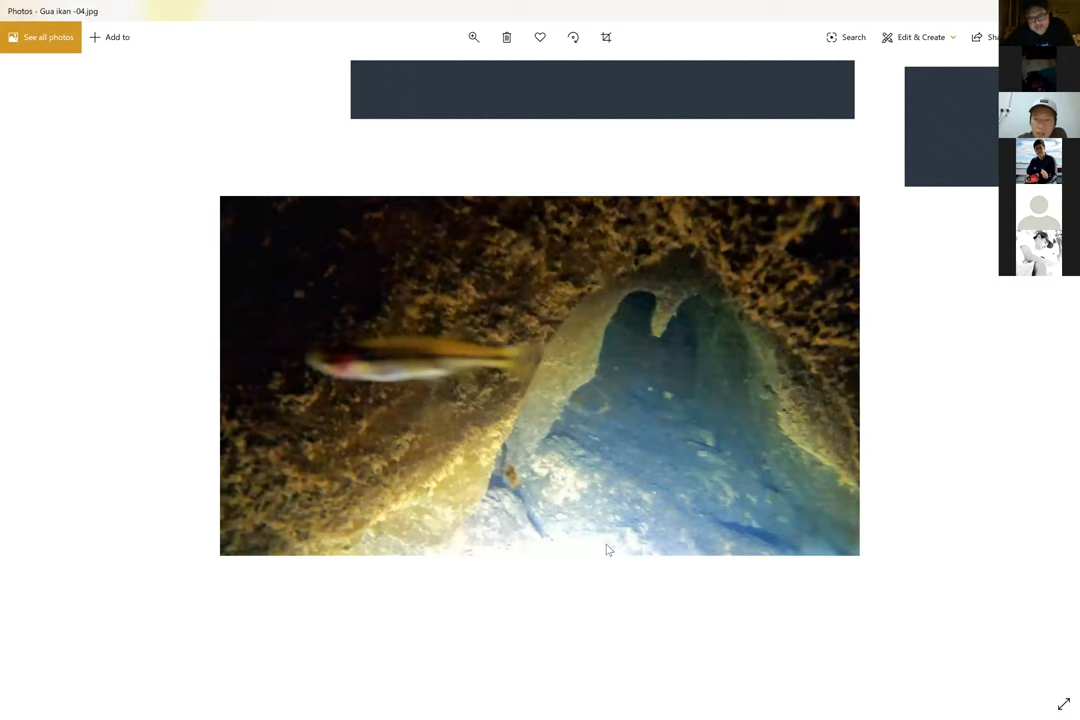 Photos - Gua ikan -04.jpg
See all photos
Add to
Search
Edit & Create